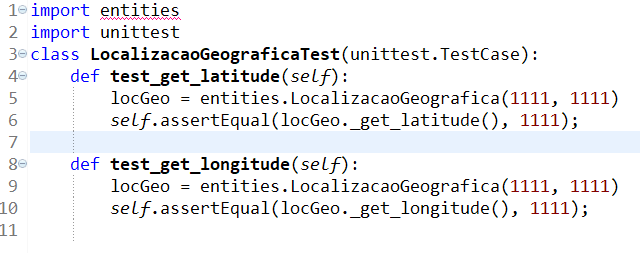 1 import entities
2 import unittest
3 class LocalizacaoGeograficaTest(unittest.TestCase):
4     def test_get_latitude(self):
5         locGeo = entities.LocalizacaoGeografica(1111, 1111)
6         self.assertEqual(locGeo._get_latitude(), 1111);
7
8     def test_get_longitude(self):
9         locGeo = entities.LocalizacaoGeografica(1111, 1111)
10         self.assertEqual(locGeo._get_longitude(), 1111);
11